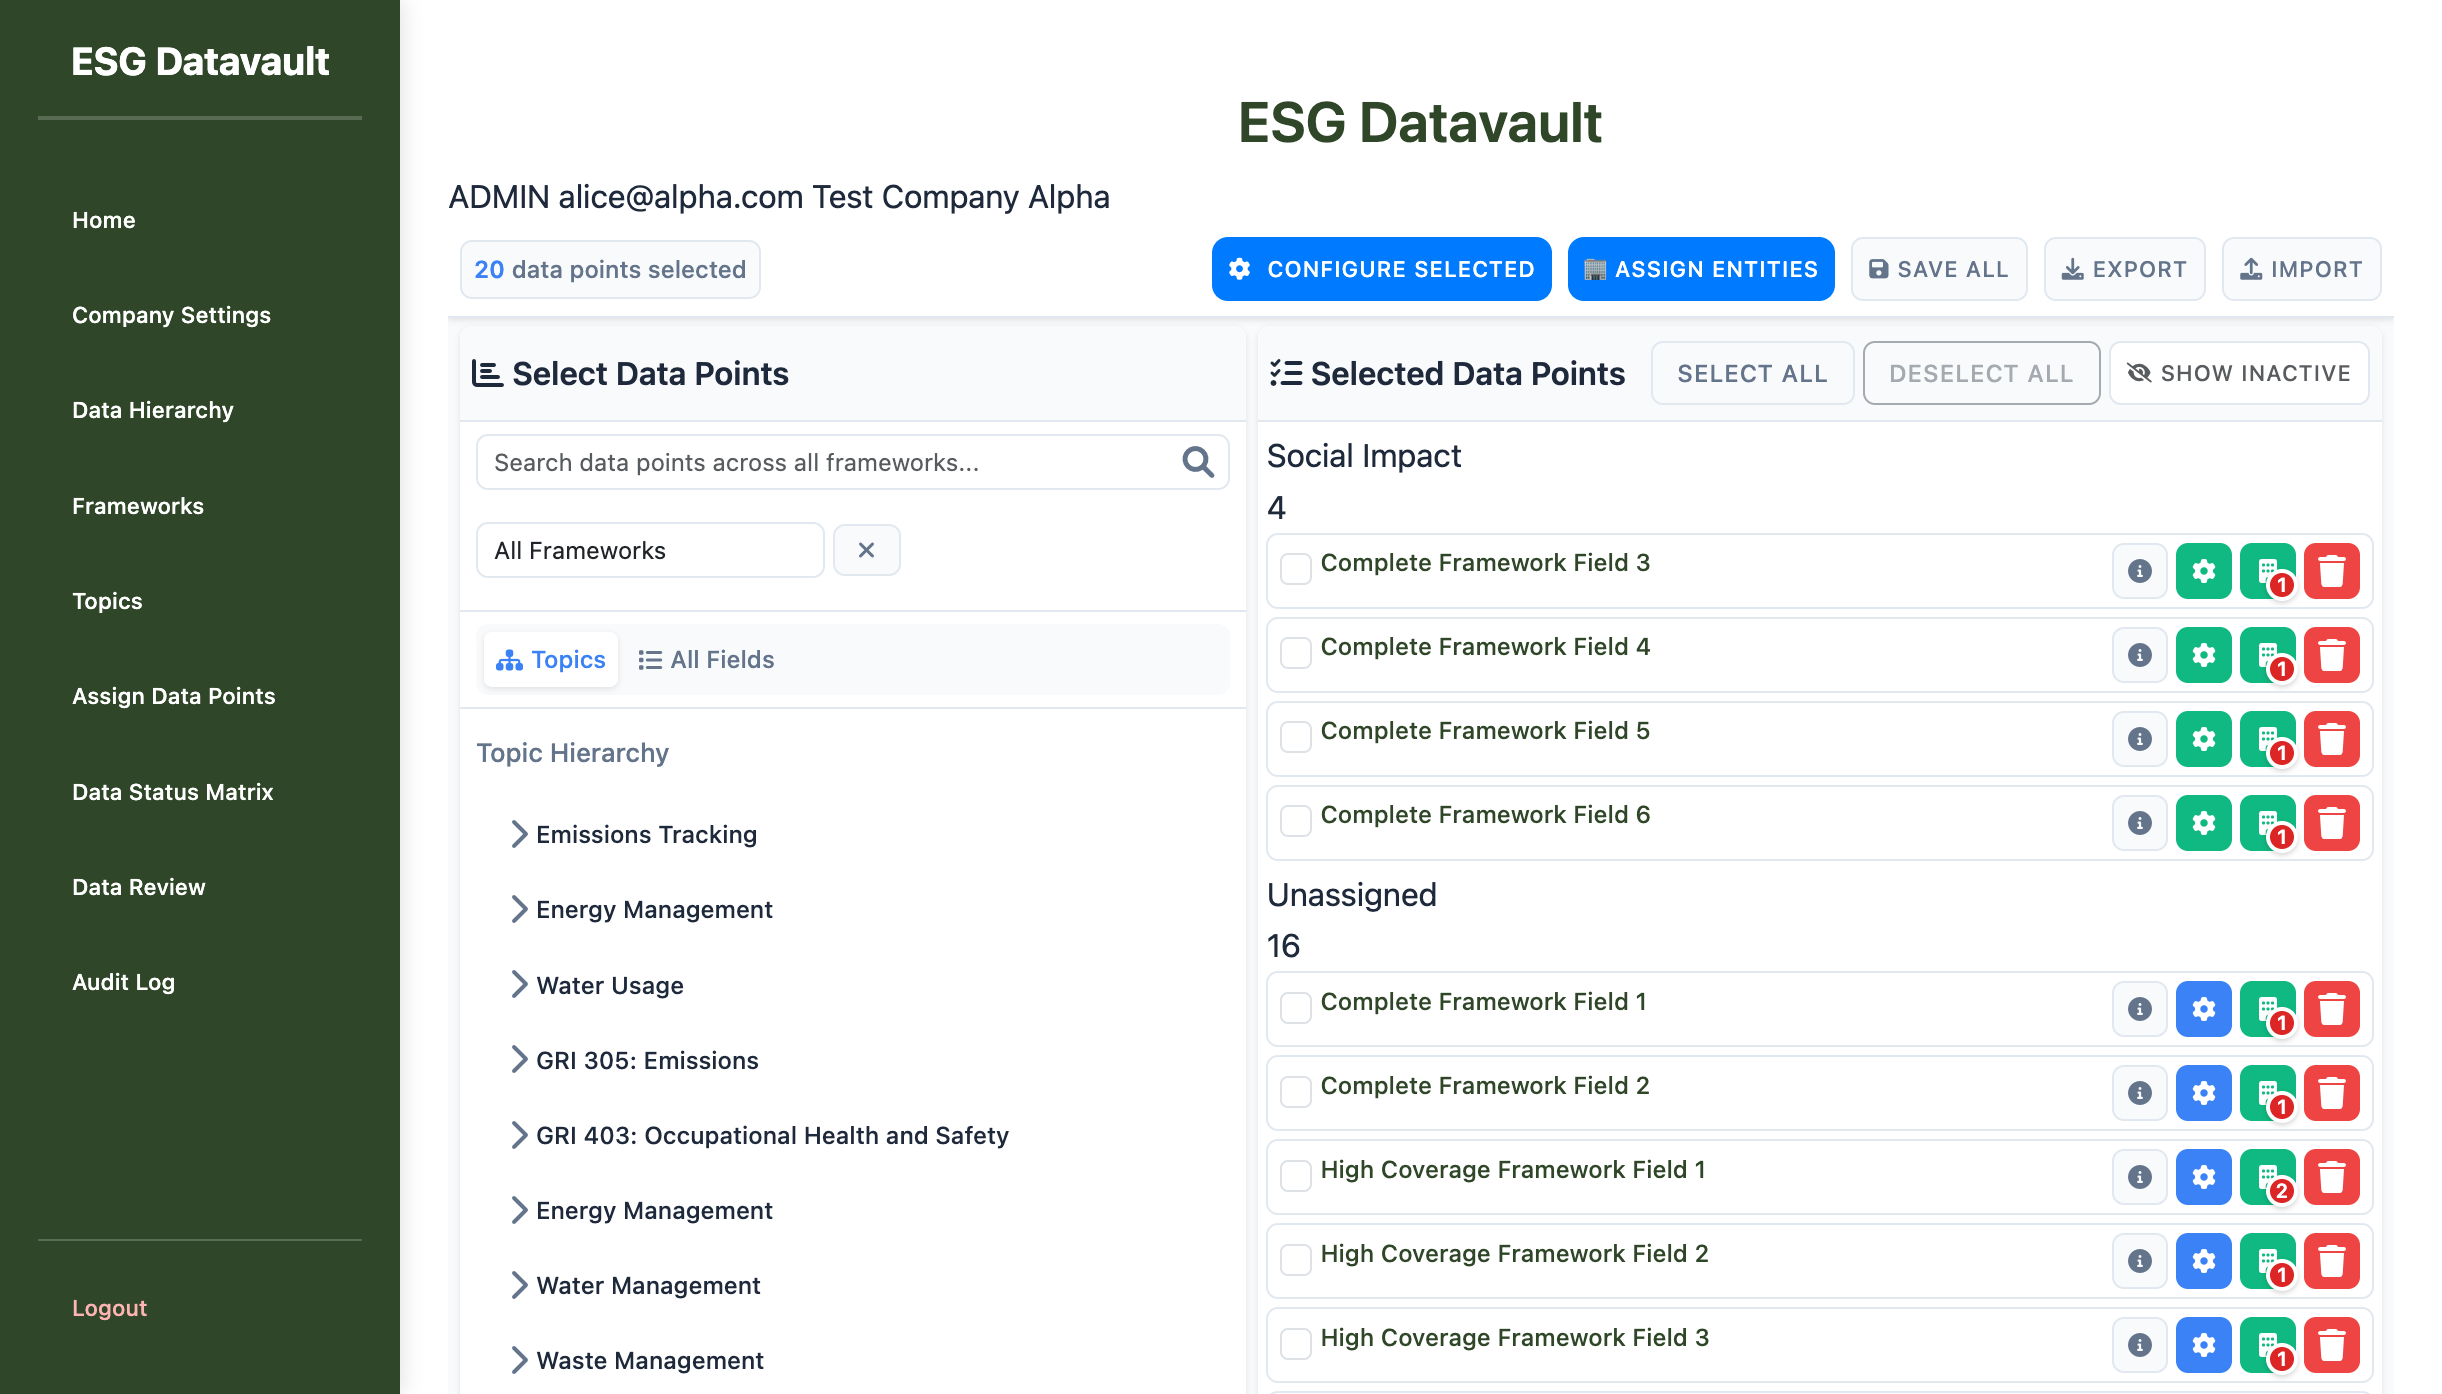 ESG Datavault
Home
Company Settings
Data Hierarchy
Frameworks
Topics
Assign Data Points
Data Status Matrix
Data Review
Audit Log
Logout
ESG Datavault
ADMIN alice@alpha.com Test Company Alpha
20 data points selected
CONFIGURE SELECTED
ASSIGN ENTITIES
SAVE ALL
EXPORT
IMPORT
Select Data Points
Search data points across all frameworks...
All Frameworks
Topics
All Fields
Topic Hierarchy
Emissions Tracking
Energy Management
Water Usage
GRI 305: Emissions
GRI 403: Occupational Health and Safety
Energy Management
Water Management
Waste Management
Selected Data Points
SELECT ALL
DESELECT ALL
SHOW INACTIVE
Social Impact
4
Complete Framework Field 3
1
Complete Framework Field 4
1
Complete Framework Field 5
1
Complete Framework Field 6
1
Unassigned
16
Complete Framework Field 1
1
Complete Framework Field 2
1
High Coverage Framework Field 1
2
High Coverage Framework Field 2
1
High Coverage Framework Field 3
1